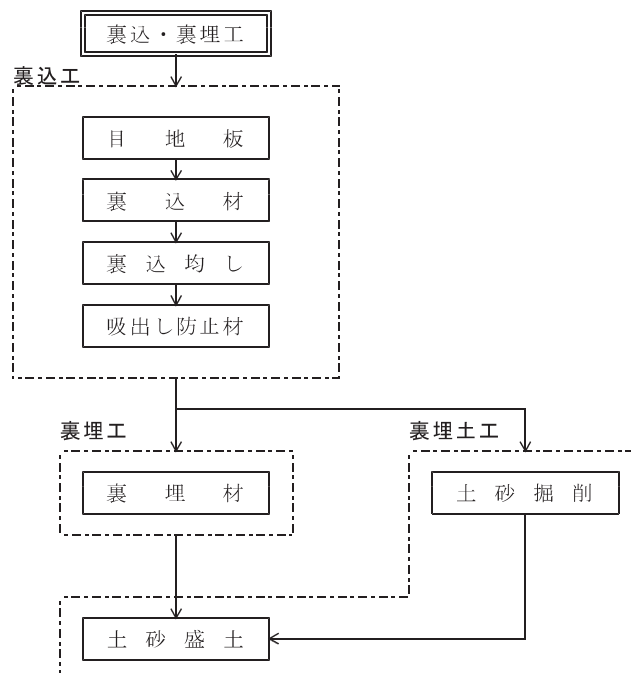 裏込・裏埋工
裏込工
目地板
裏込材
裏込均し
吸出し防止材
裏埋工
裏埋土工
裏埋材
土砂掘削
土砂盛土